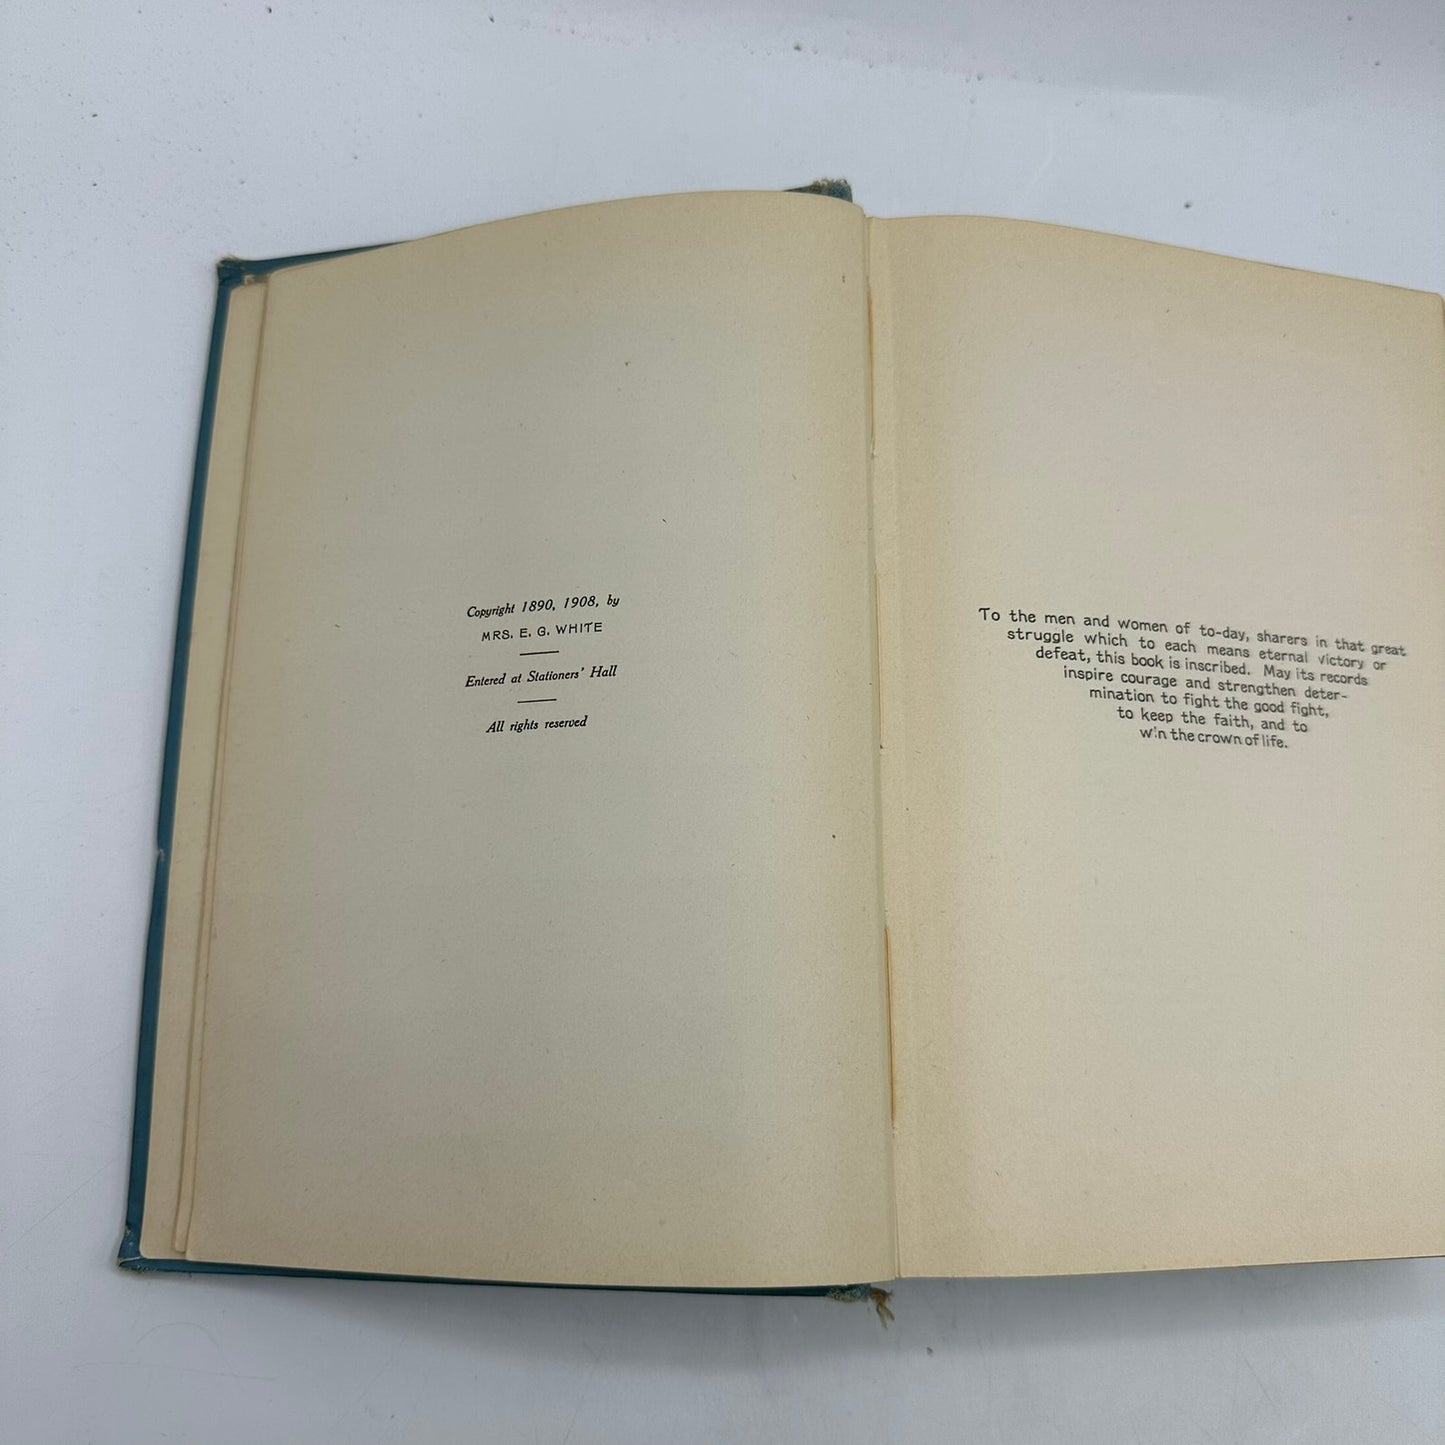 Copyright 1890, 1908, by
MRS. E. G. WHITE
Entered at Stationers' Hall
All rights reserved
To the men and women of to-day, sharers in that great
struggle which to each means eternal victory or
defeat, this book is inscribed. May its records
inspire courage and strengthen deter-
mination to fight the good fight,
to keep the faith, and to
win the crown of life.